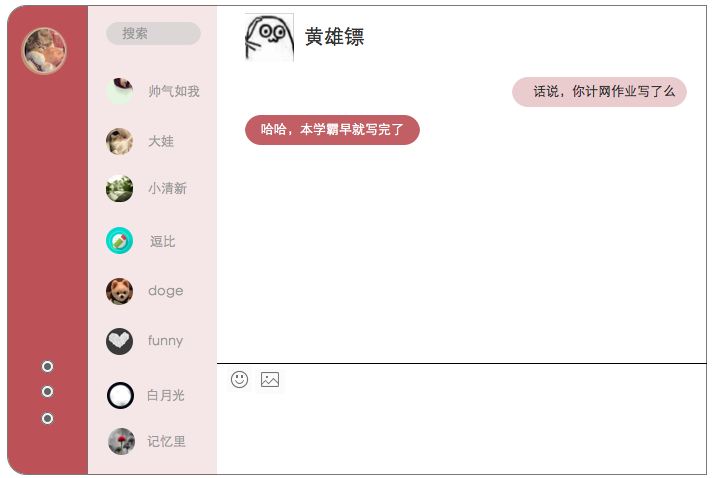 搜索
帅气如我
大娃
小清新
逗比
doge
funny
白月光
记忆里
黄雄镖
话说，你计网作业写了么
哈哈，本学霸早就写完了